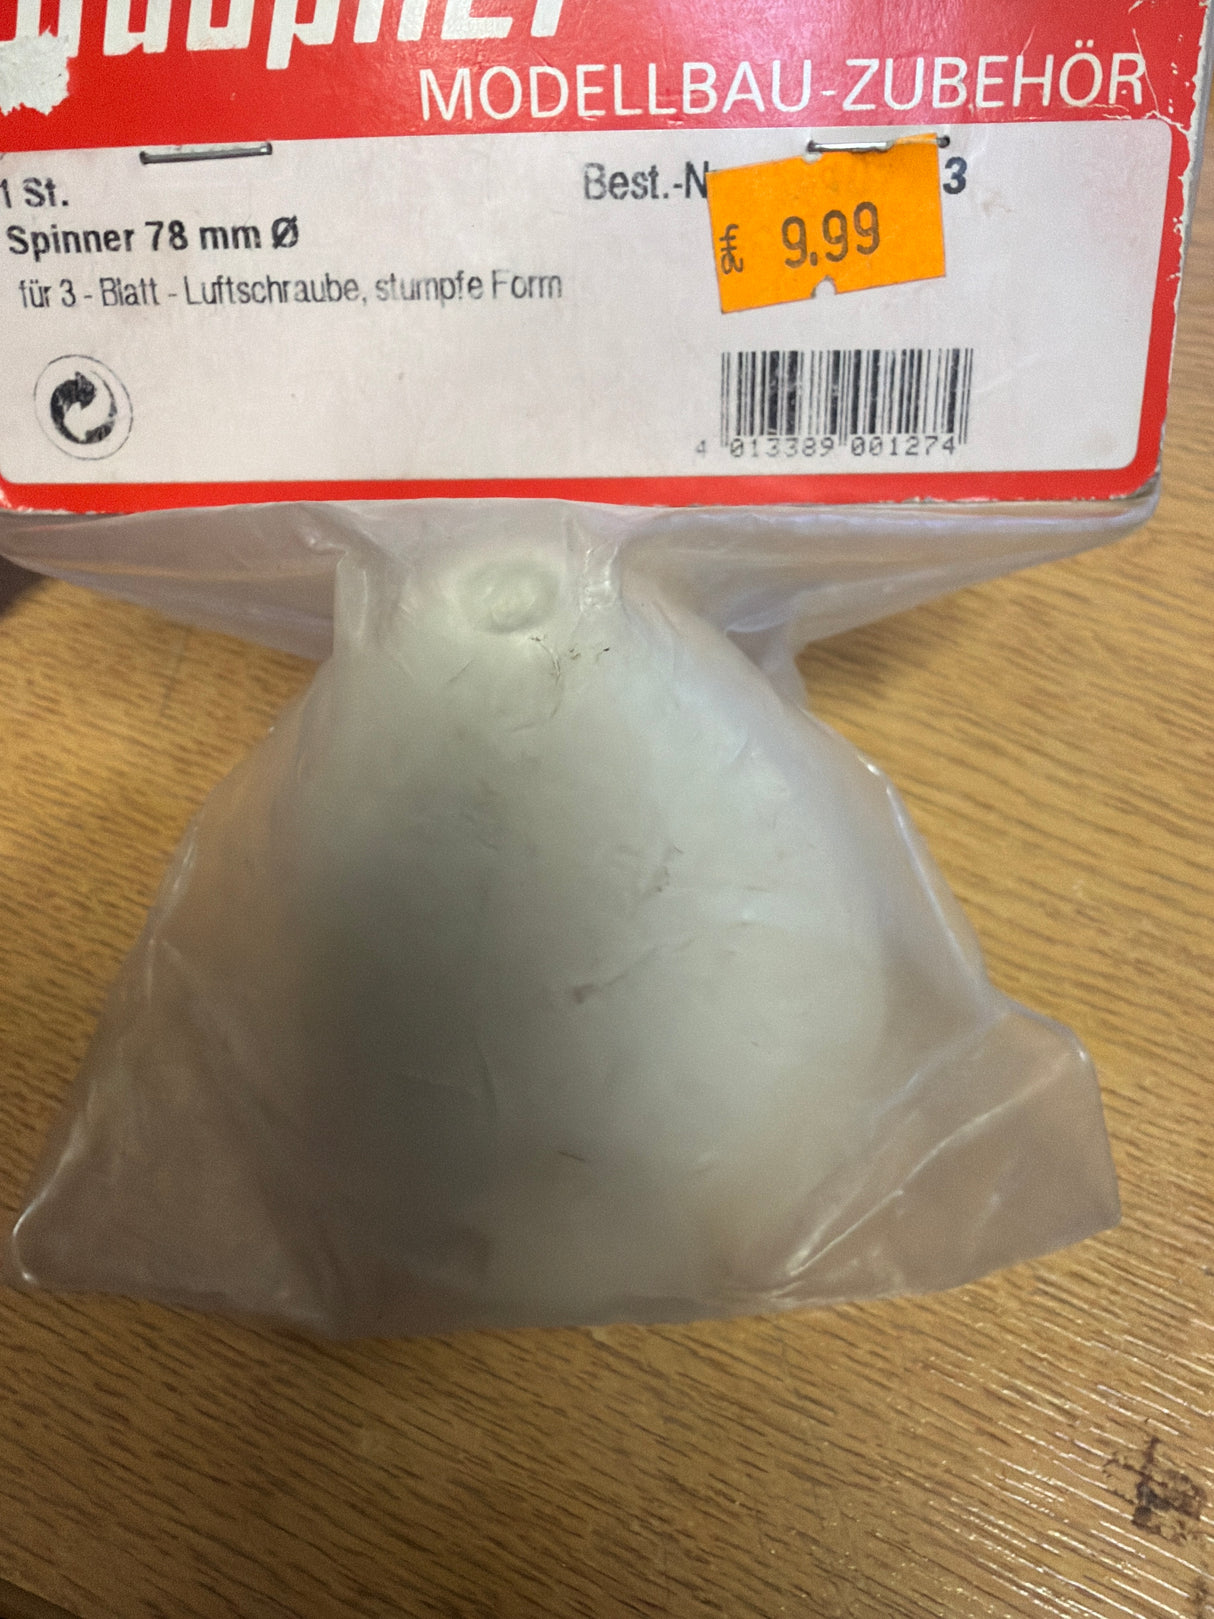 MODELLBAU-ZUBEHÖR
1 St.
Best.-N
3
Spinner 78 mm Ø
für 3 - Blatt - Luftschraube, stumpfe Form
9.99
4 013389 001274